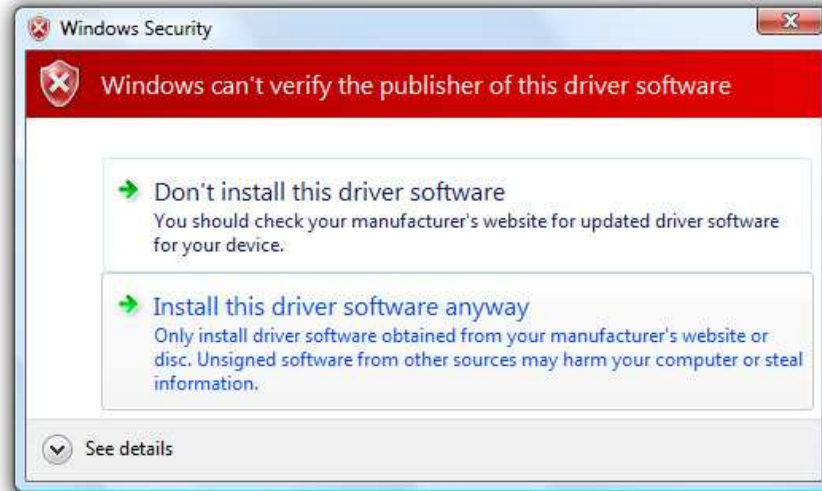 Windows Security
Windows can't verify the publisher of this driver software
Don't install this driver software
You should check your manufacturer's website for updated driver software
for your device.
Install this driver software anyway
Only install driver software obtained from your manufacturer's website or
disc. Unsigned software from other sources may harm your computer or steal
information.
See details